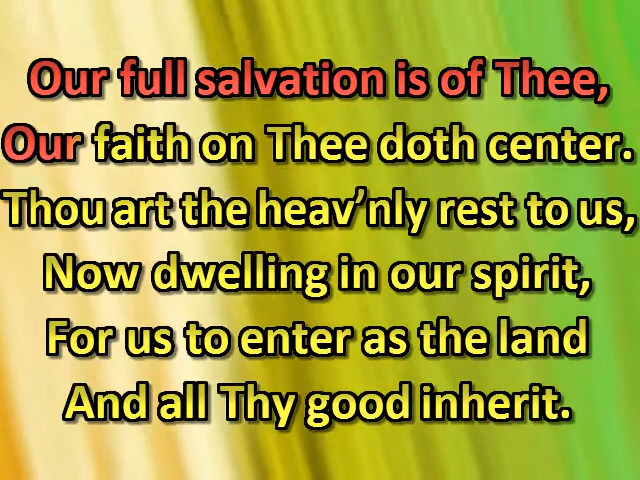 Our full salvation is of Thee,
Our faith on Thee doth center.
Thou art the heav’nly rest to us,
Now dwelling in our spirit,
For us to enter as the land
And all Thy good inherit.